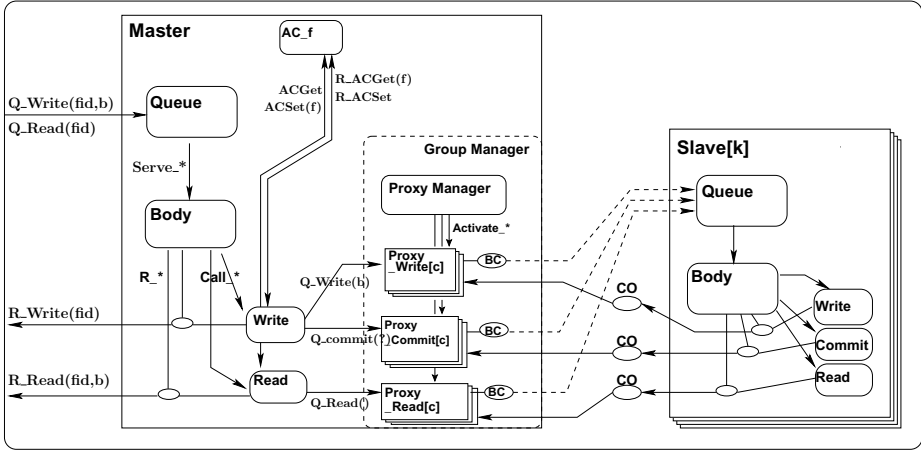 Master
AC_f
R_ACGet(f)
ACGet
R_ACSet
ACSet(f)
Q_Write(fid,b)
Queue
Q_Read(fid)
Group Manager
Slave[k]
Serve_*
Proxy Manager
Queue
Body
Activate_*
R_*
Call_*
Proxy
_Write[c]
BC
Q_Write(b)
Body
CO
Write
R_Write(fid)
Write
Q_commit(?)
Proxy
_Commit[c]
BC
CO
Commit
R_Read(fid,b)
Read
Q_Read()
Proxy
_Read[c]
BC
CO
Read